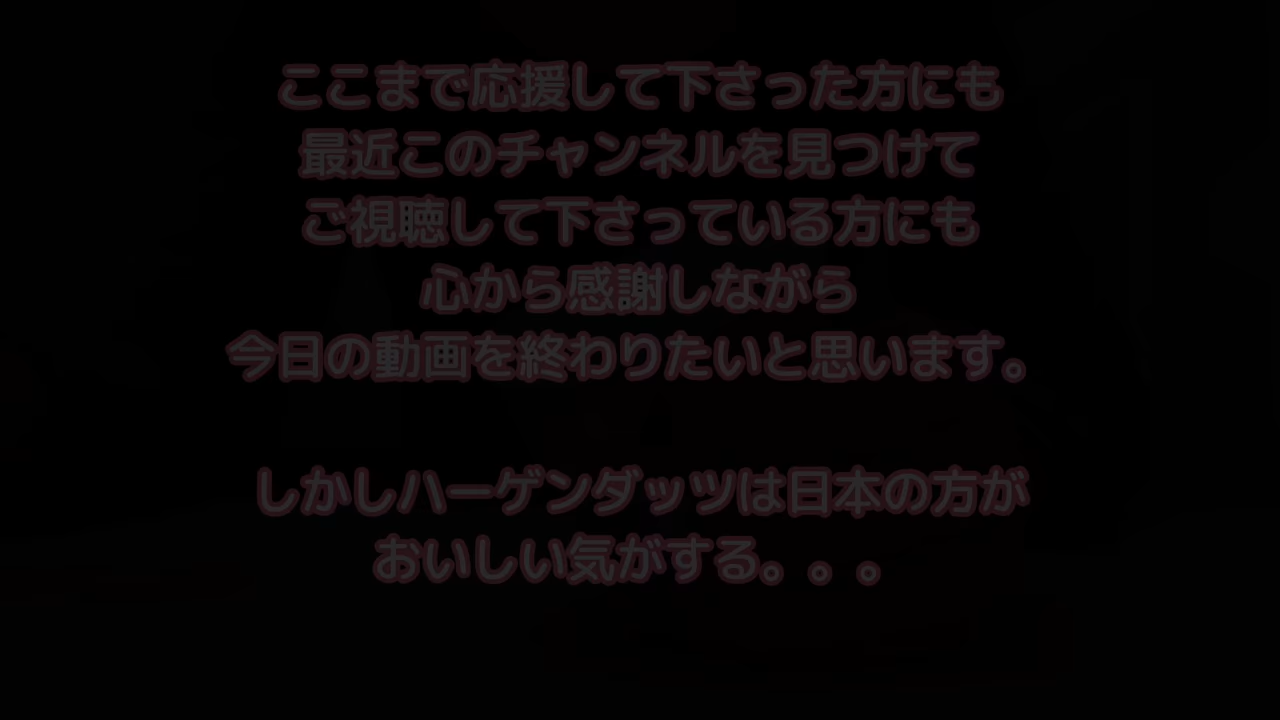 ここまで応援して下さった方にも
最近このチャンネルを見つけて
ご視聴して下さっている方にも
心から感謝しながら
今日の動画を終わりたいと思います。
しかしハーゲンダッツは日本の方が
おいしい気がする。。。